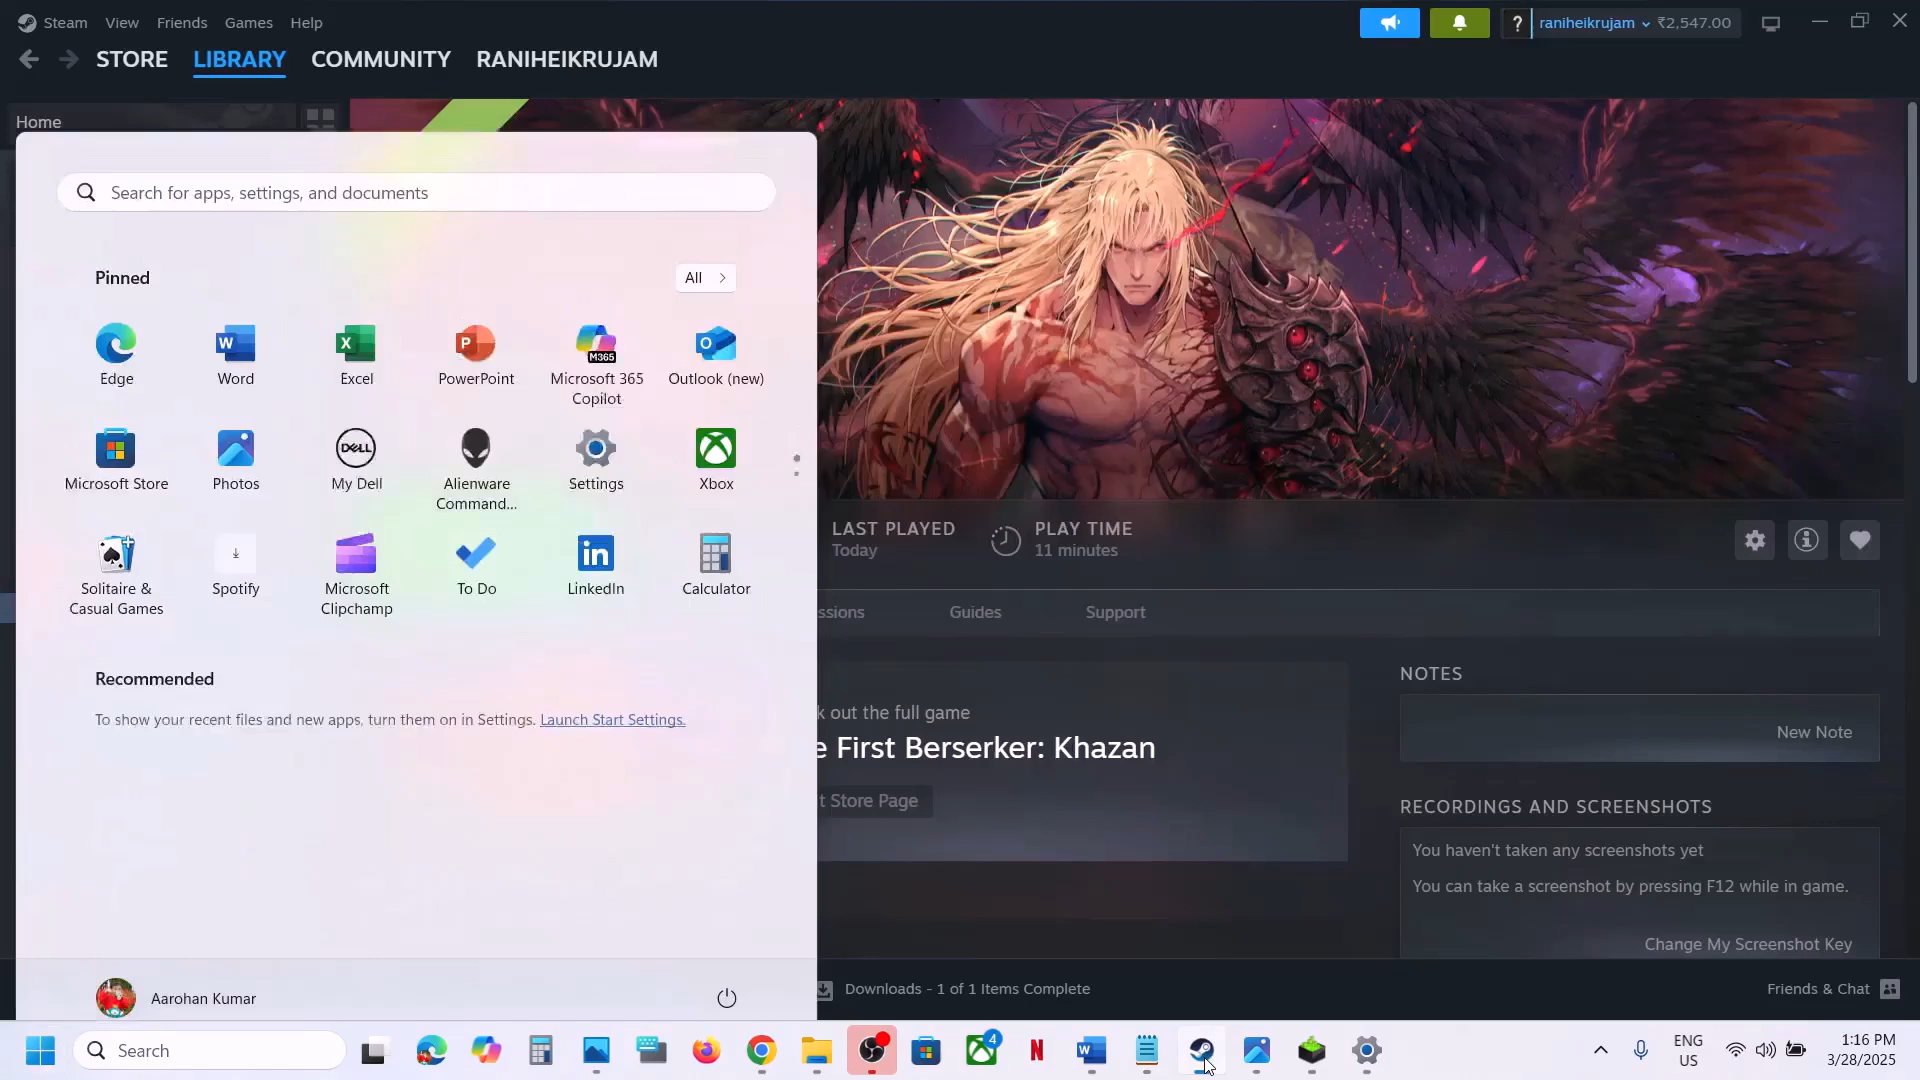 Steam View Friends Games Help
? raniheikrujam ₹2,547.00
STORE LIBRARY COMMUNITY RANIHEIKRUJAM
Home
Search for apps, settings, and documents
Pinned
All
Edge Word Excel PowerPoint Microsoft 365 Copilot Outlook (new)
Microsoft Store Photos My Dell Alienware Command... Settings Xbox
Solitaire & Casual Games Spotify Microsoft Clipchamp To Do LinkedIn Calculator
Recommended
To show your recent files and new apps, turn them on in Settings. Launch Start Settings.
Aarohan Kumar
LAST PLAYED
Today
PLAY TIME
11 minutes
ssions Guides Support
k out the full game
e First Berserker: Khazan
t Store Page
NOTES
New Note
RECORDINGS AND SCREENSHOTS
You haven't taken any screenshots yet
You can take a screenshot by pressing F12 while in game.
Change My Screenshot Key
Downloads - 1 of 1 Items Complete
Friends & Chat
Search
4
ENG
US
1:16 PM
3/28/2025